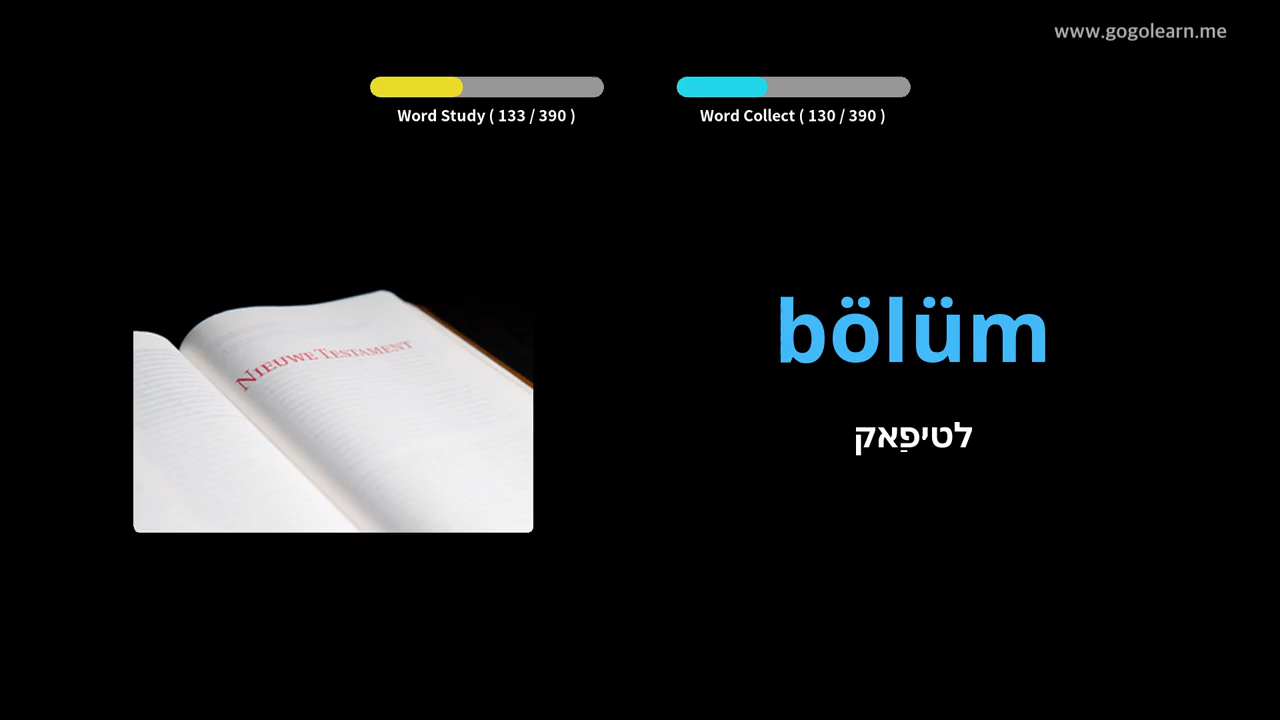 www.gogolearn.me
Word Study ( 133 / 390 )
Word Collect ( 130 / 390 )
NIEUWE TESTAMENT
bölüm
לטיפַאק